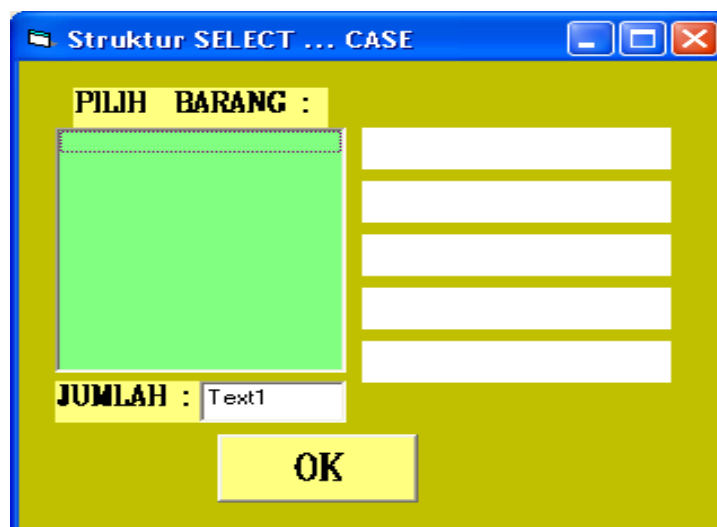 Struktur SELECT ... CASE
PILIH BARANG :
JUMLAH : Text1
OK